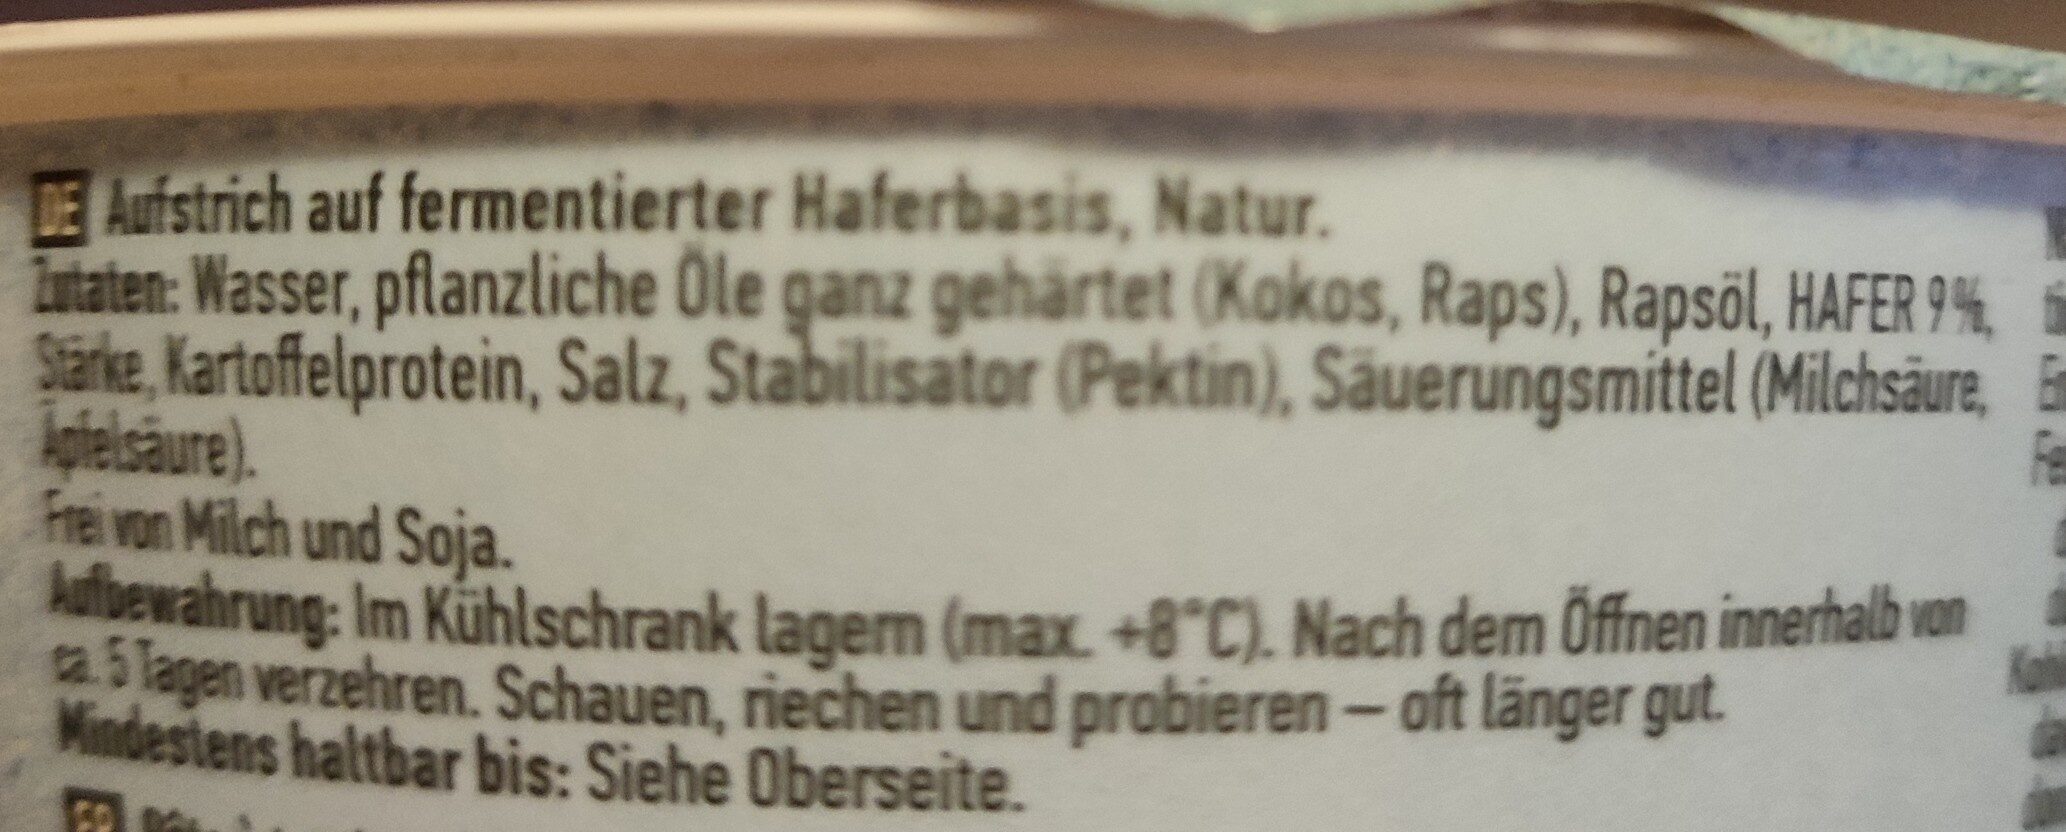 DE Aufstrich auf fermentierter Haferbasis, Natur.
Zutaten: Wasser, pflanzliche Öle ganz gehärtet (Kokos, Raps), Rapsöl, HAFER 9%,
Stärke, Kartoffelprotein, Salz, Stabilisator (Pektin), Säuerungsmittel (Milchsäure,
Äpfelsäure).
Frei von Milch und Soja.
Aufbewahrung: Im Kühlschrank lagern (max. +8°C). Nach dem Öffnen innerhalb von
ca. 5 Tagen verzehren. Schauen, riechen und probieren – oft länger gut.
Mindestens haltbar bis: Siehe Oberseite.